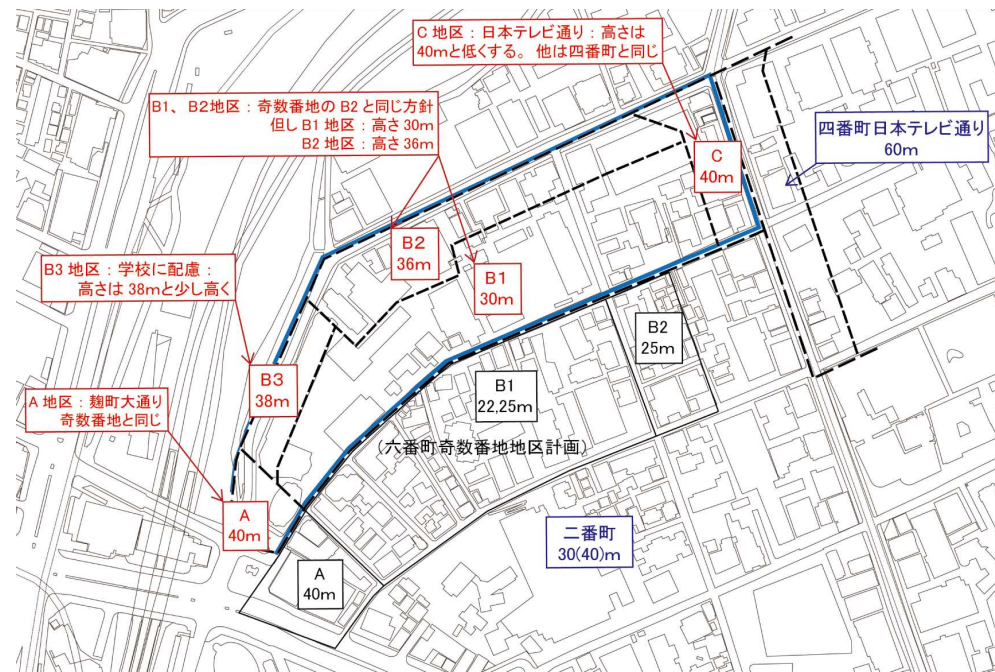 C 地区：日本テレビ通り：高さは
40mと低くする。他は四番町と同じ
B1、B2地区：奇数番地の B2 と同じ方針
但し B1 地区：高さ30m
B2 地区：高さ36m
四番町日本テレビ通り
60m
C
40m
B2
36m
B1
30m
B3 地区：学校に配慮：
高さは 38mと少し高く
B2
25m
B3
38m
B1
22,25m
A 地区：麹町大通り
奇数番地と同じ
（六番町奇数番地地区計画）
A
40m
二番町
30(40)m
A
40m